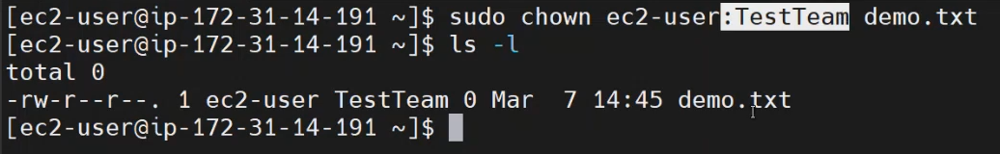 [ec2-user@ip-172-31-14-191 ~]$ sudo chown ec2-user:TestTeam demo.txt
[ec2-user@ip-172-31-14-191 ~]$ ls -l
total 0
-rw-r--r--. 1 ec2-user TestTeam 0 Mar  7 14:45 demo.txt
[ec2-user@ip-172-31-14-191 ~]$